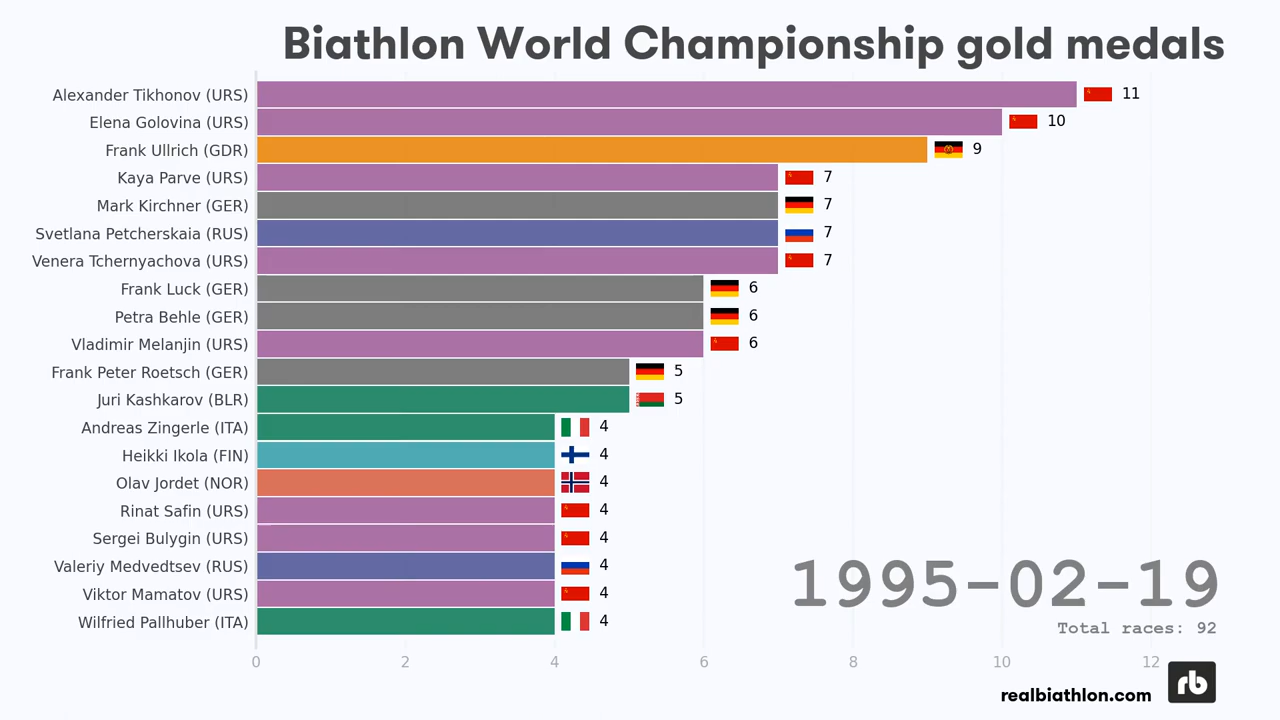 Biathlon World Championship gold medals
Alexander Tikhonov (URS) 11
Elena Golovina (URS) 10
Frank Ullrich (GDR) 9
Kaya Parve (URS) 7
Mark Kirchner (GER) 7
Svetlana Petcherskaia (RUS) 7
Venera Tchernyachova (URS) 7
Frank Luck (GER) 6
Petra Behle (GER) 6
Vladimir Melanjin (URS) 6
Frank Peter Roetsch (GER) 5
Juri Kashkarov (BLR) 5
Andreas Zingerle (ITA) 4
Heikki Ikola (FIN) 4
Olav Jordet (NOR) 4
Rinat Safin (URS) 4
Sergei Bulygin (URS) 4
Valeriy Medvedtsev (RUS) 4
Viktor Mamatov (URS) 4
Wilfried Pallhuber (ITA) 4
1995-02-19
Total races: 92
0 2 4 6 8 10 12
realbiathlon.com rb